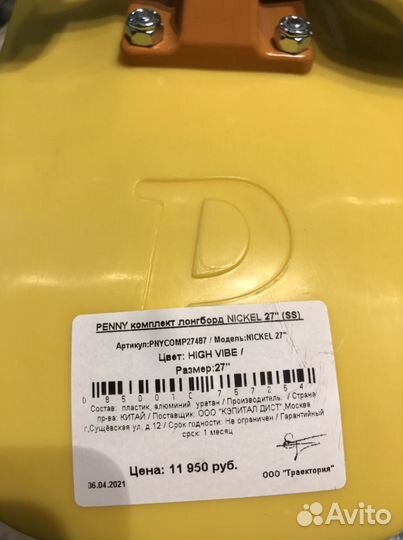 P
PENNY комплект лонгборд NICKEL 27" (SS)
Артикул:PNYCOMP27487 / Модель:NICKEL 27"
Цвет: HIGH VIBE /
Размер:27"
Состав: пластик, алюминий уретан / Производитель: / Страна
пр-ва: КИТАЙ / Поставщик: ООО "КЭПИТАЛ ДИСТ",Москва
г,Сущёвская ул, д.12 / Срок годности: Не ограничен / Гарантийный
срск: 1 месяц
Цена: 11 950 руб.
06.04.2021
ООО "Траектория"
Avito